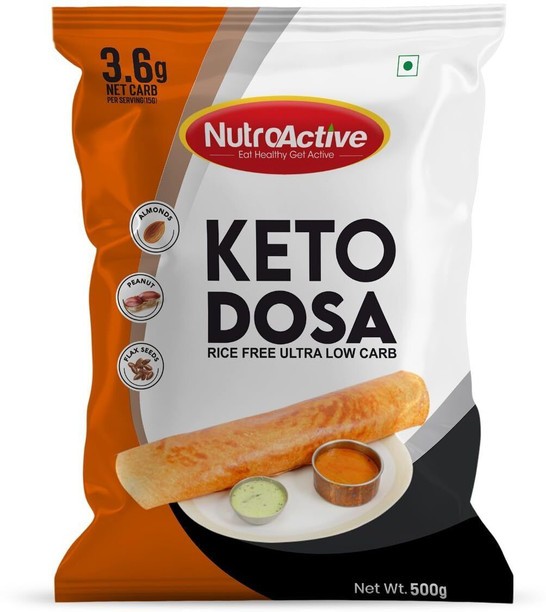 3.6g
NET CARB
PER SERVING(15G)
NutroActive
Eat Healthy Get Active
ALMONDS
PEANUT
FLAX SEEDS
KETO
DOSA
RICE FREE ULTRA LOW CARB
Net Wt. 500g